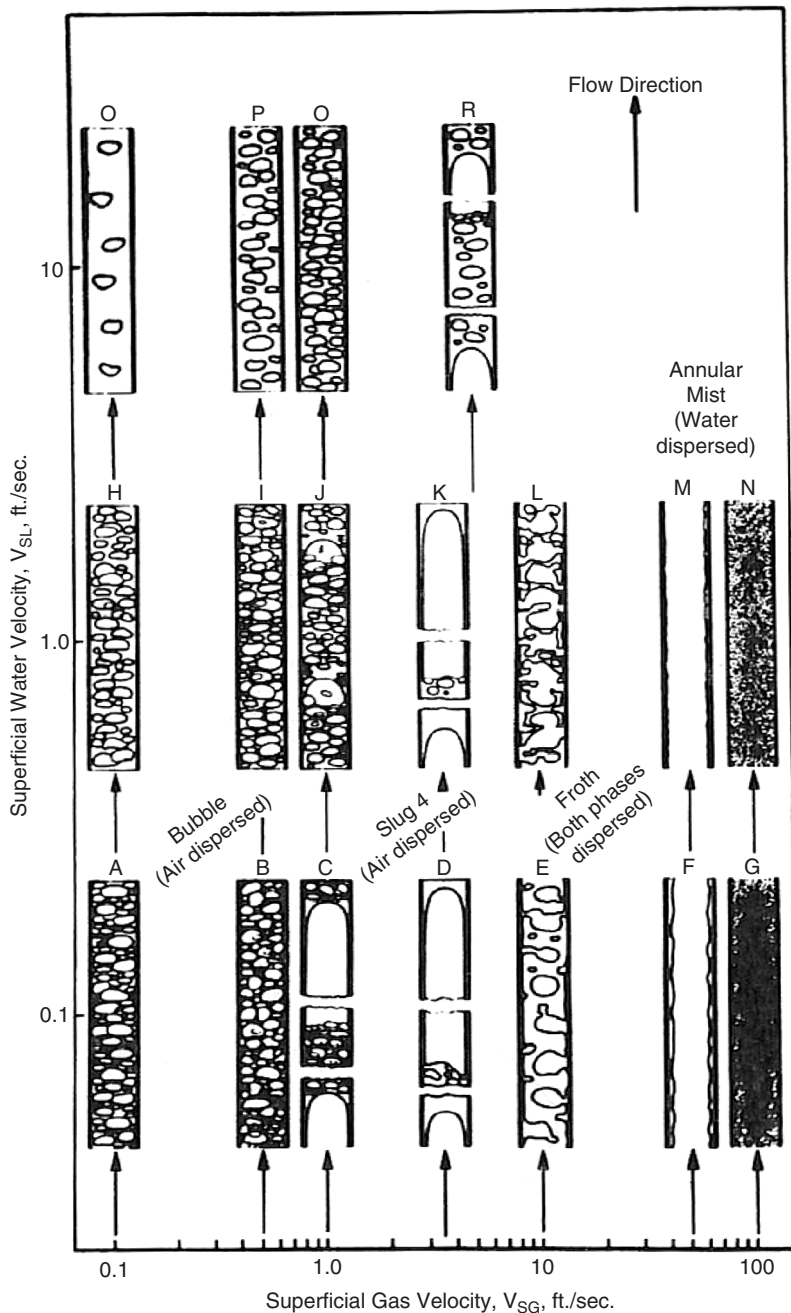 O
P
O
R
Flow Direction
10
Annular
Mist
(Water
dispersed)
H
I
J
K
L
M
N
Superficial Water Velocity, VSL, ft./sec.
1.0
Bubble
(Air dispersed)
Slug 4
(Air dispersed)
Froth
(Both phases
dispersed)
A
B
C
D
E
F
G
0.1
0.1
1.0
10
100
Superficial Gas Velocity, VSG, ft./sec.